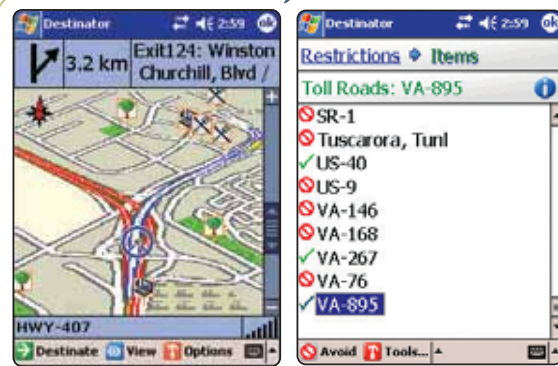 Destinator 2:59 ok
3.2 km
Exit124: Winston
Churchill, Blvd /
HWY-407
Destinate View Options
Destinator 2:59 ok
Restrictions Items
Toll Roads: VA-895
SR-1
Tuscarora, Tunl
US-40
US-9
VA-146
VA-168
VA-267
VA-76
VA-895
Avoid Tools...